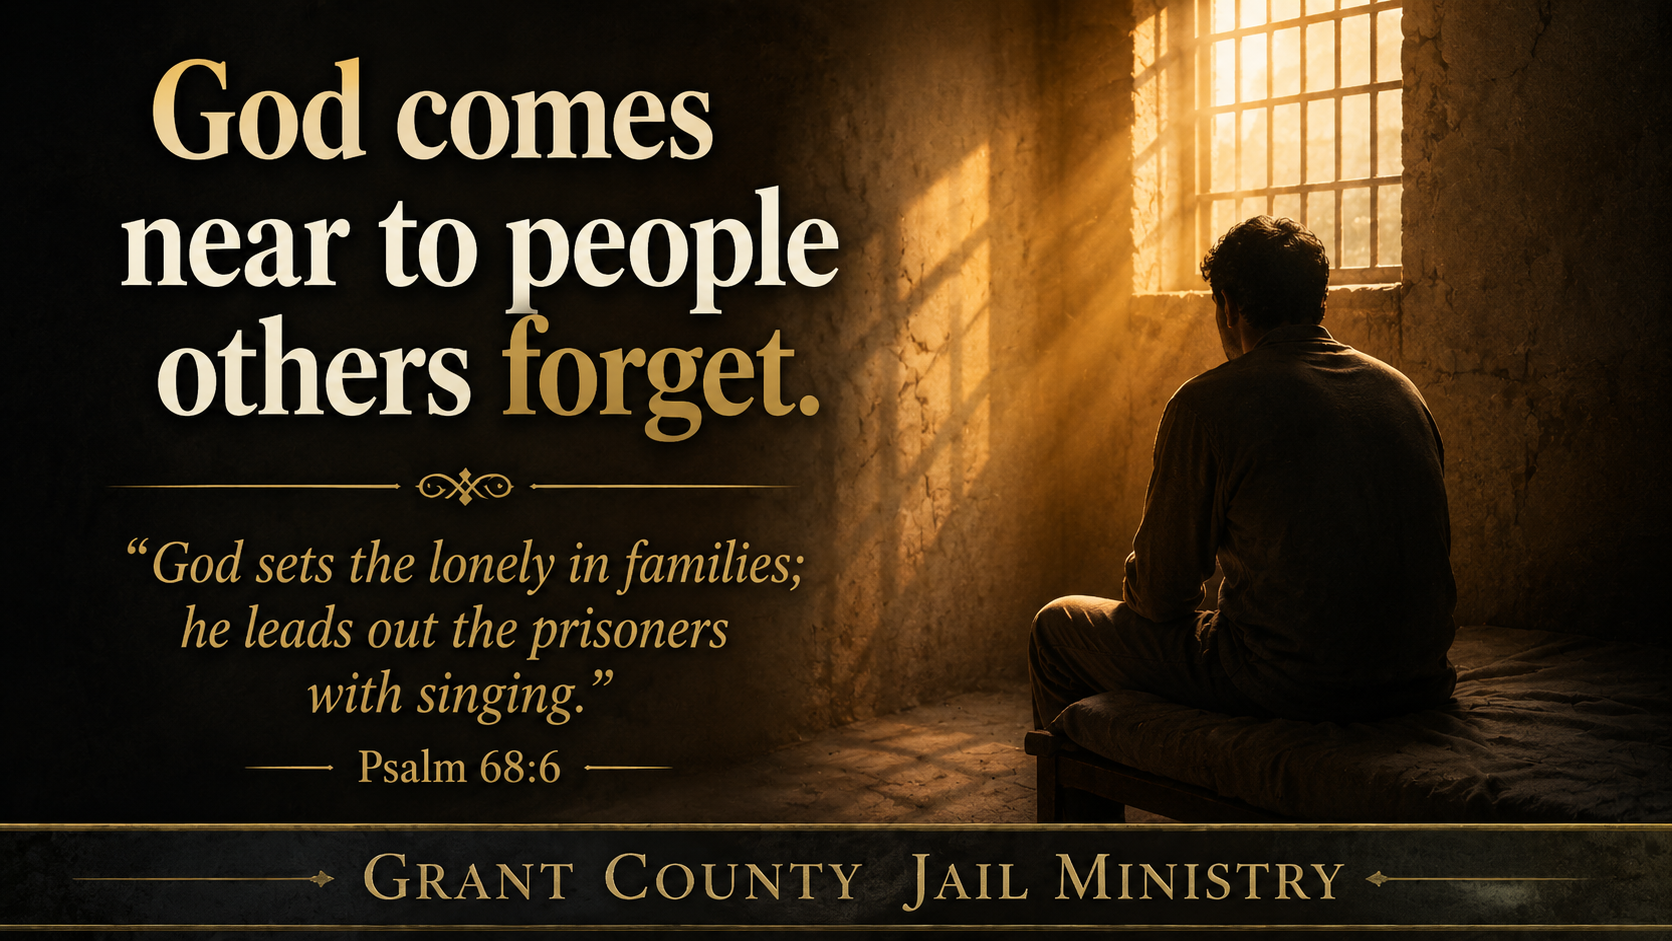 God comes
near to people
others forget.
“God sets the lonely in families;
he leads out the prisoners
with singing.”
Psalm 68:6
GRANT COUNTY JAIL MINISTRY